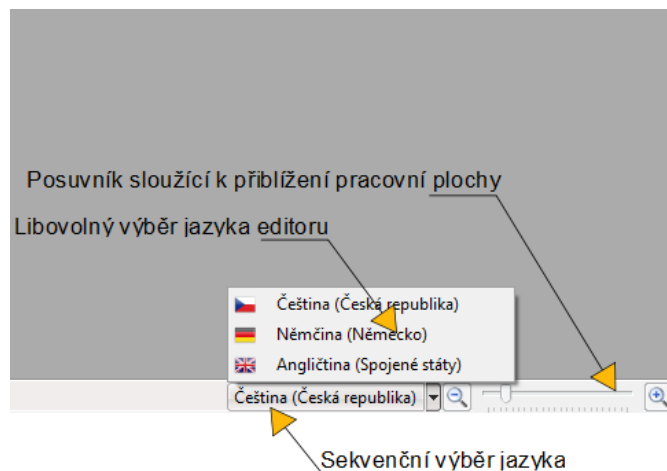 Posuvník sloužící k přiblížení pracovní plochy
Libovolný výběr jazyka editoru
Čeština (Česká republika)
Němčina (Německo)
Angličtina (Spojené státy)
Čeština (Česká republika)
Sekvenční výběr jazyka